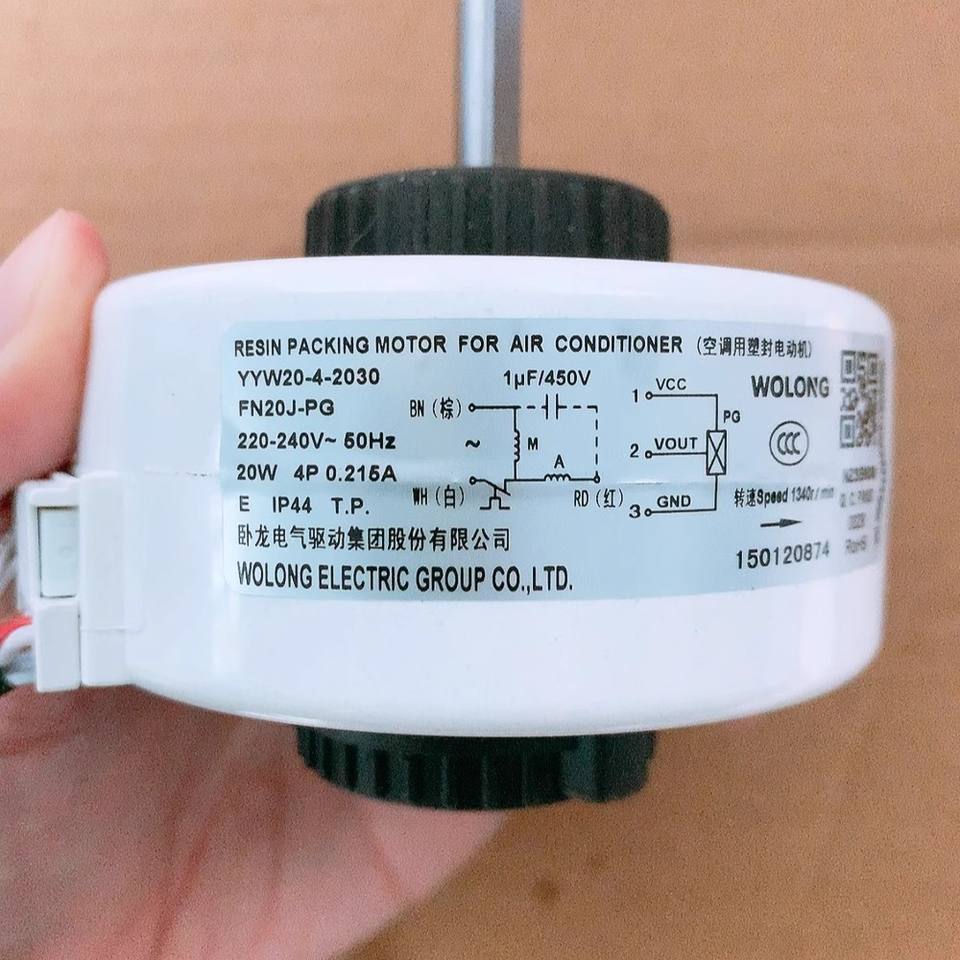 RESIN PACKING MOTOR FOR AIR CONDITIONER (空调用塑封电动机)
YYW20-4-2030
FN20J-PG
220-240V~ 50Hz
20W 4P 0.215A
E IP44 T.P.
卧龙电气驱动集团股份有限公司
WOLONG ELECTRIC GROUP CO.,LTD.
1μF/450V
BN (棕)
~
M
A
WH (白)
RD (红)
1 VCC
PG
2 VOUT
3 GND
WOLONG
CCC
转速Speed 1340r/min
150120874